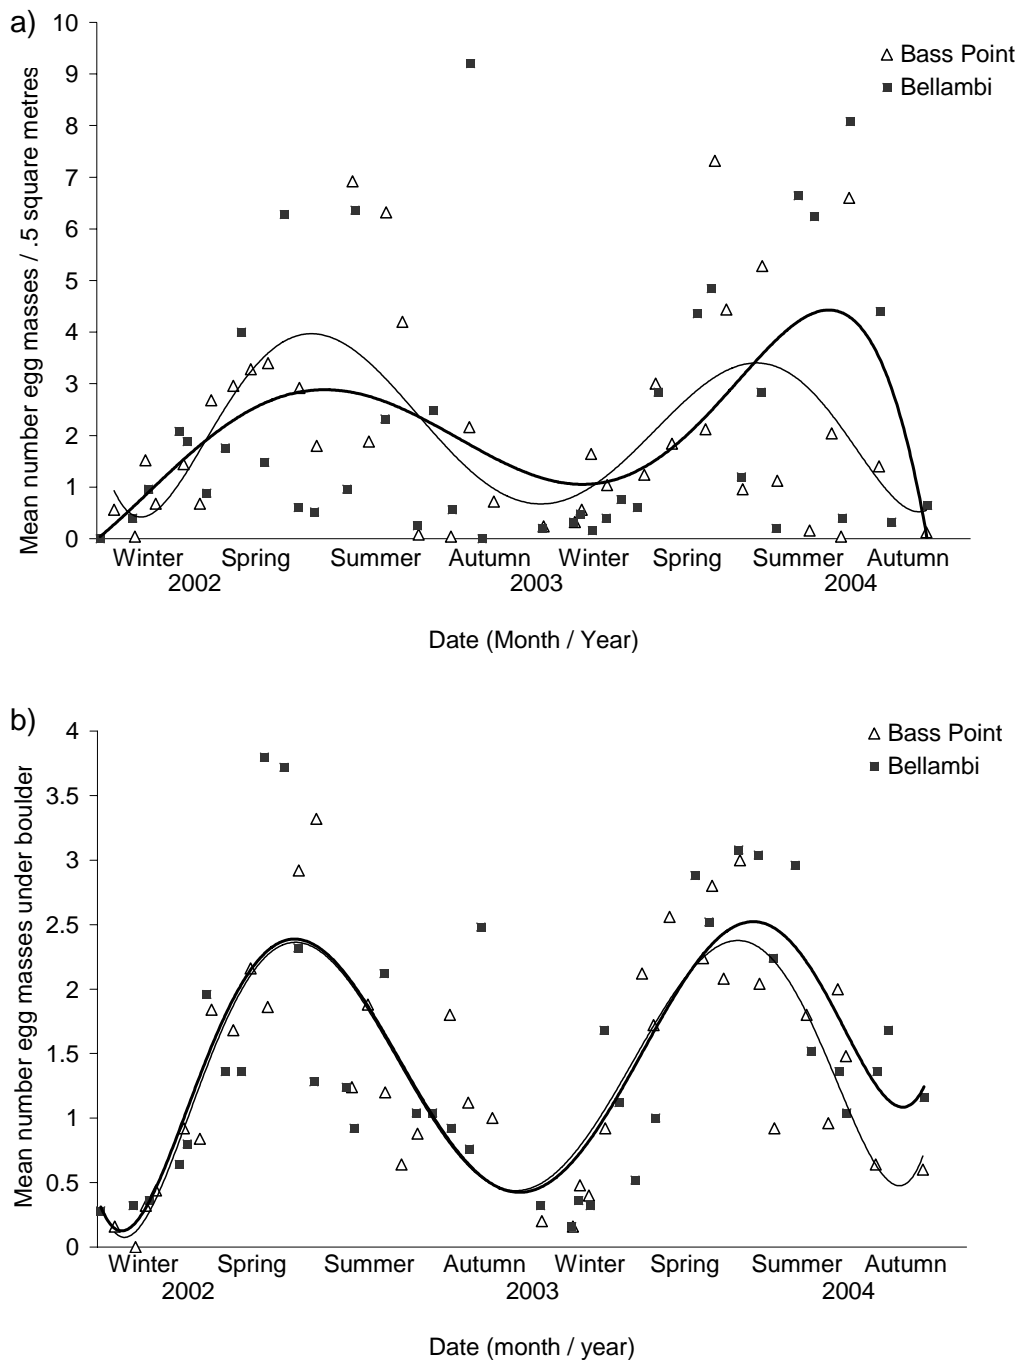 a)
Mean number egg masses / .5 square metres
10
9
8
7
6
5
4
3
2
1
0
Bass Point
Bellambi
Winter Spring Summer Autumn Winter Spring Summer Autumn
2002 2003 2004
Date (Month / Year)
b)
Mean number egg masses under boulder
4
3.5
3
2.5
2
1.5
1
0.5
0
Bass Point
Bellambi
Winter Spring Summer Autumn Winter Spring Summer Autumn
2002 2003 2004
Date (month / year)